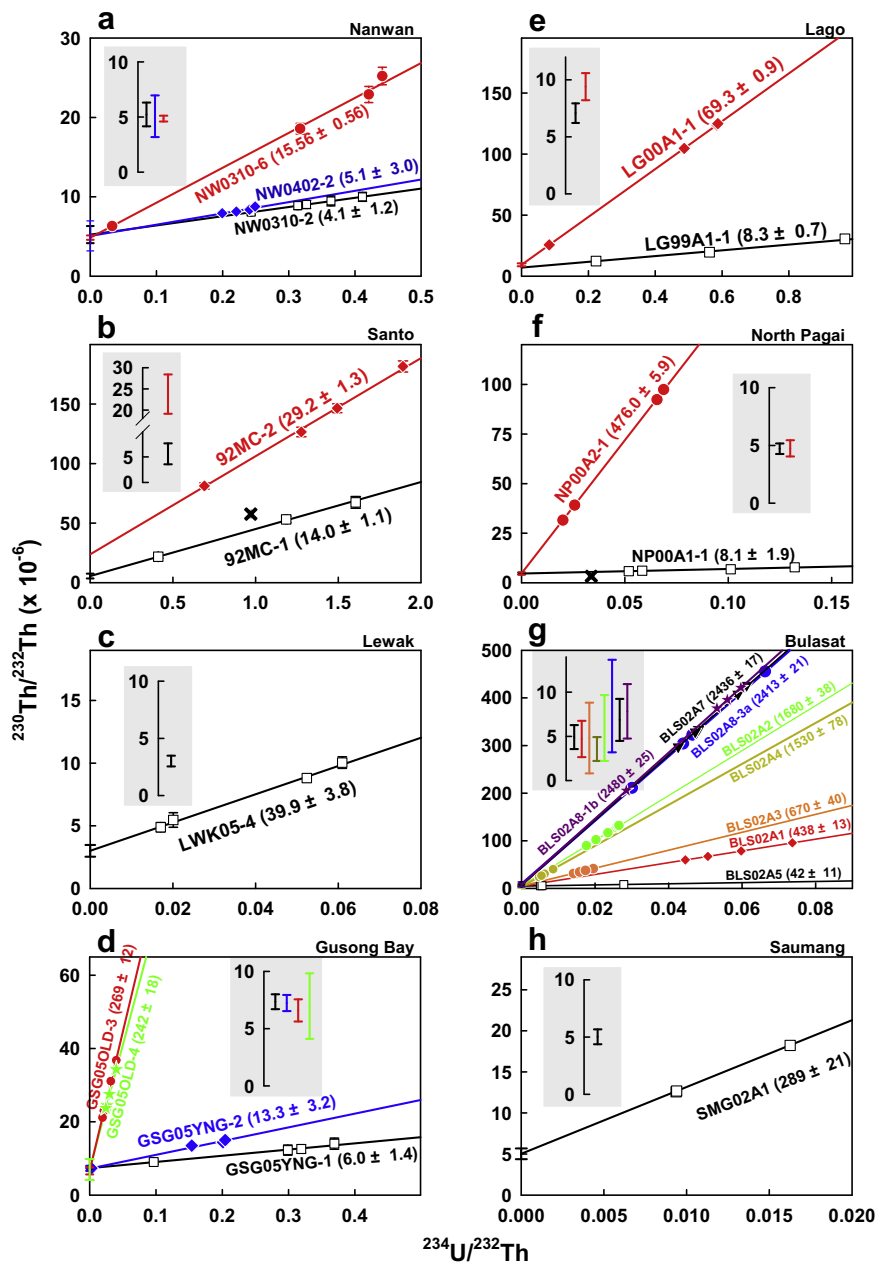 a
Nanwan
30
20
10
0
10
5
0
NW0310-6 (15.56 ± 0.56)
NW0402-2 (5.1 ± 3.0)
NW0310-2 (4.1 ± 1.2)
0.0 0.1 0.2 0.3 0.4 0.5
b
Santo
150
100
50
0
30
25
20
5
92MC-2 (29.2 ± 1.3)
92MC-1 (14.0 ± 1.1)
0.0 0.5 1.0 1.5 2.0
c
Lewak
15
10
5
0
10
5
0
LWK05-4 (39.9 ± 3.8)
0.00 0.02 0.04 0.06 0.08
d
Gusong Bay
60
40
20
0
10
5
0
GSG05OLD-3 (269 ± 12)
GSG05OLD-4 (242 ± 18)
GSG05YNG-2 (13.3 ± 3.2)
GSG05YNG-1 (6.0 ± 1.4)
0.0 0.1 0.2 0.3 0.4
e
Lago
150
100
50
0
10
5
0
LG00A1-1 (69.3 ± 0.9)
LG99A1-1 (8.3 ± 0.7)
0.0 0.2 0.4 0.6 0.8
f
North Pagai
100
75
50
25
0
10
5
0
NP00A2-1 (476.0 ± 5.9)
NP00A1-1 (8.1 ± 1.9)
0.00 0.05 0.10 0.15
g
Bulasat
500
400
300
200
100
0
10
5
0
BLS02A7 (2436 ± 17)
BLS02A8-3a (2413 ± 21)
BLS02A8-1b (2480 ± 25)
BLS02A2 (1680 ± 38)
BLS02A4 (1530 ± 78)
BLS02A3 (670 ± 40)
BLS02A1 (438 ± 13)
BLS02A5 (42 ± 11)
0.00 0.02 0.04 0.06 0.08
h
Saumang
25
20
15
10
5
0
10
5
0
SMG02A1 (289 ± 21)
0.000 0.005 0.010 0.015 0.020
²³⁰Th/²³²Th (x 10⁻⁶)
²³⁴U/²³²Th